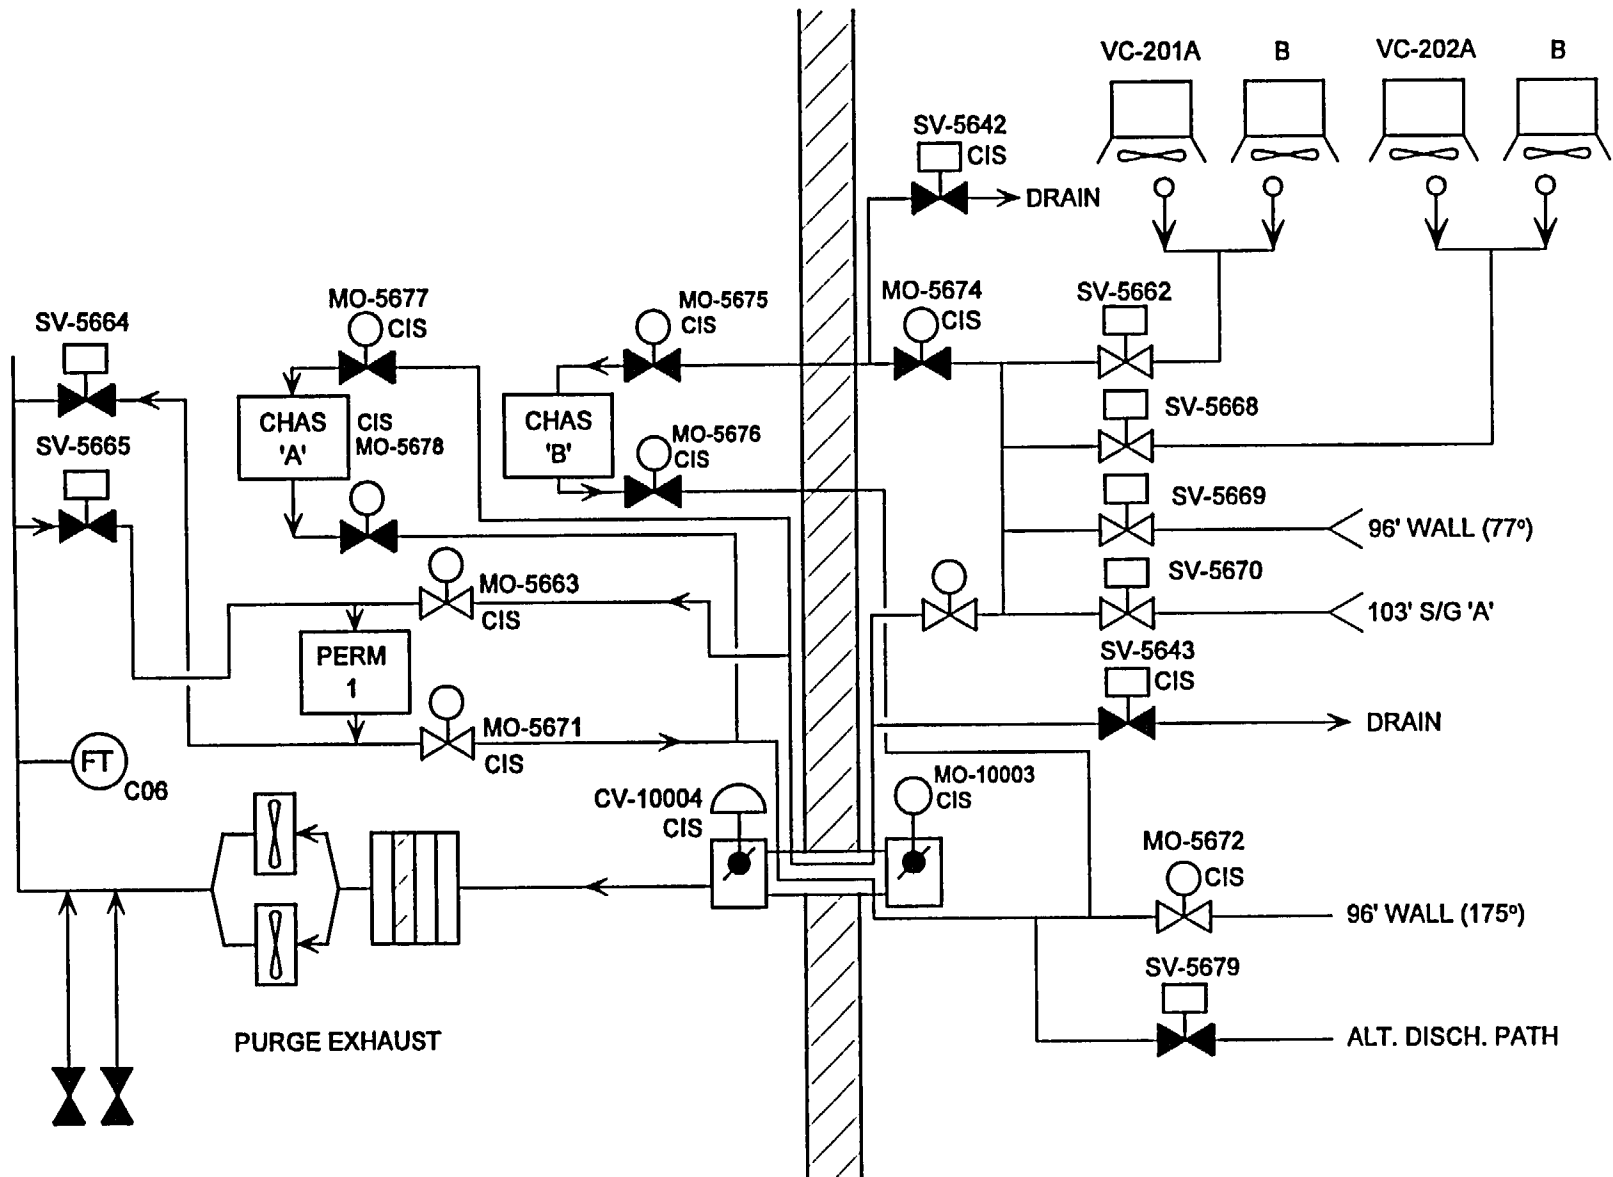 VC-201A B VC-202A B
SV-5642
CIS
DRAIN
MO-5677
CIS
MO-5675
CIS
MO-5674
CIS
SV-5662
SV-5664
CHAS
'A'
CIS
MO-5678
CHAS
'B'
MO-5676
CIS
SV-5668
SV-5665
SV-5669
96' WALL (77º)
MO-5663
CIS
SV-5670
103' S/G 'A'
PERM
1
SV-5643
CIS
DRAIN
MO-5671
CIS
FT
C06
CV-10004
CIS
MO-10003
CIS
MO-5672
CIS
96' WALL (175º)
SV-5679
PURGE EXHAUST
ALT. DISCH. PATH